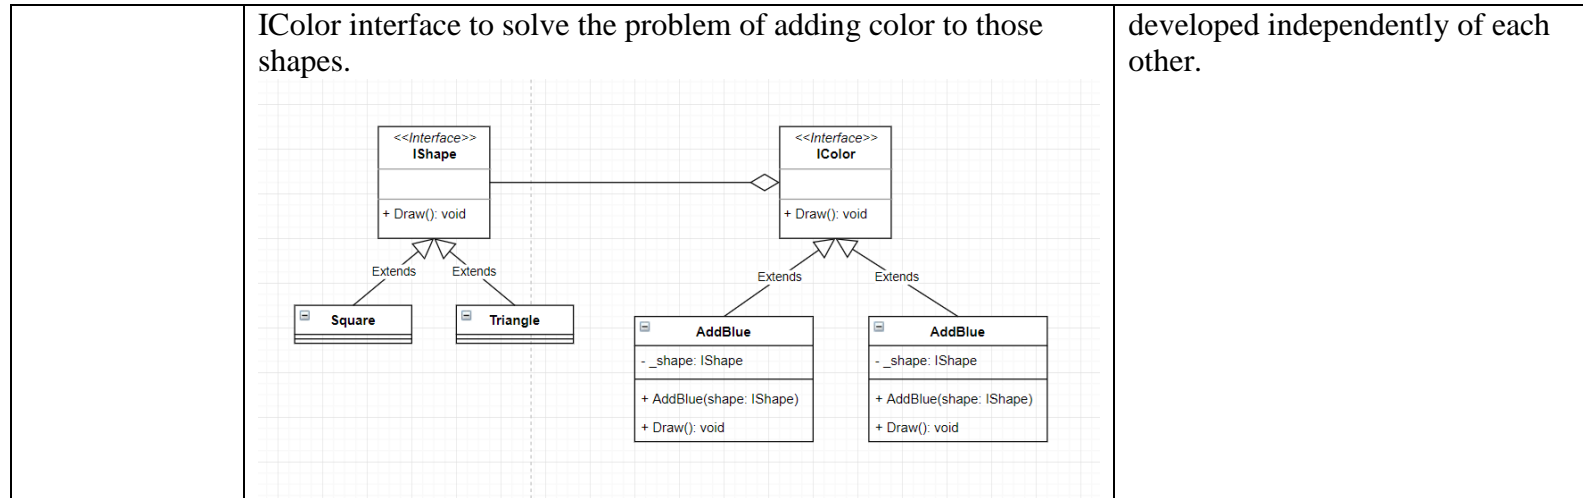 IColor interface to solve the problem of adding color to those
shapes.
developed independently of each
other.
<<Interface>>
IShape
+ Draw(): void
<<Interface>>
IColor
+ Draw(): void
Extends
Extends
Extends
Extends
Square
Triangle
AddBlue
- _shape: IShape
+ AddBlue(shape: IShape)
+ Draw(): void
AddBlue
- _shape: IShape
+ AddBlue(shape: IShape)
+ Draw(): void